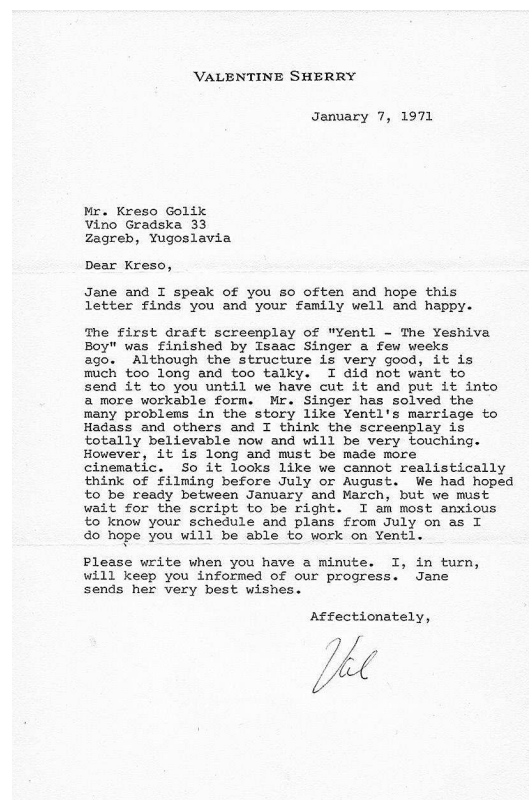 VALENTINE SHERRY
January 7, 1971
Mr. Kreso Golik
Vino Gradska 33
Zagreb, Yugoslavia
Dear Kreso,
Jane and I speak of you so often and hope this
letter finds you and your family well and happy.
The first draft screenplay of "Yentl - The Yeshiva
Boy" was finished by Isaac Singer a few weeks
ago.  Although the structure is very good, it is
much too long and too talky.  I did not want to
send it to you until we have cut it and put it into
a more workable form.  Mr. Singer has solved the
many problems in the story like Yentl's marriage to
Hadass and others and I think the screenplay is
totally believable now and will be very touching.
However, it is long and must be made more
cinematic.  So it looks like we cannot realistically
think of filming before July or August.  We had hoped
to be ready between January and March, but we must
wait for the script to be right.  I am most anxious
to know your schedule and plans from July on as I
do hope you will be able to work on Yentl.
Please write when you have a minute.  I, in turn,
will keep you informed of our progress.  Jane
sends her very best wishes.
Affectionately,
Val